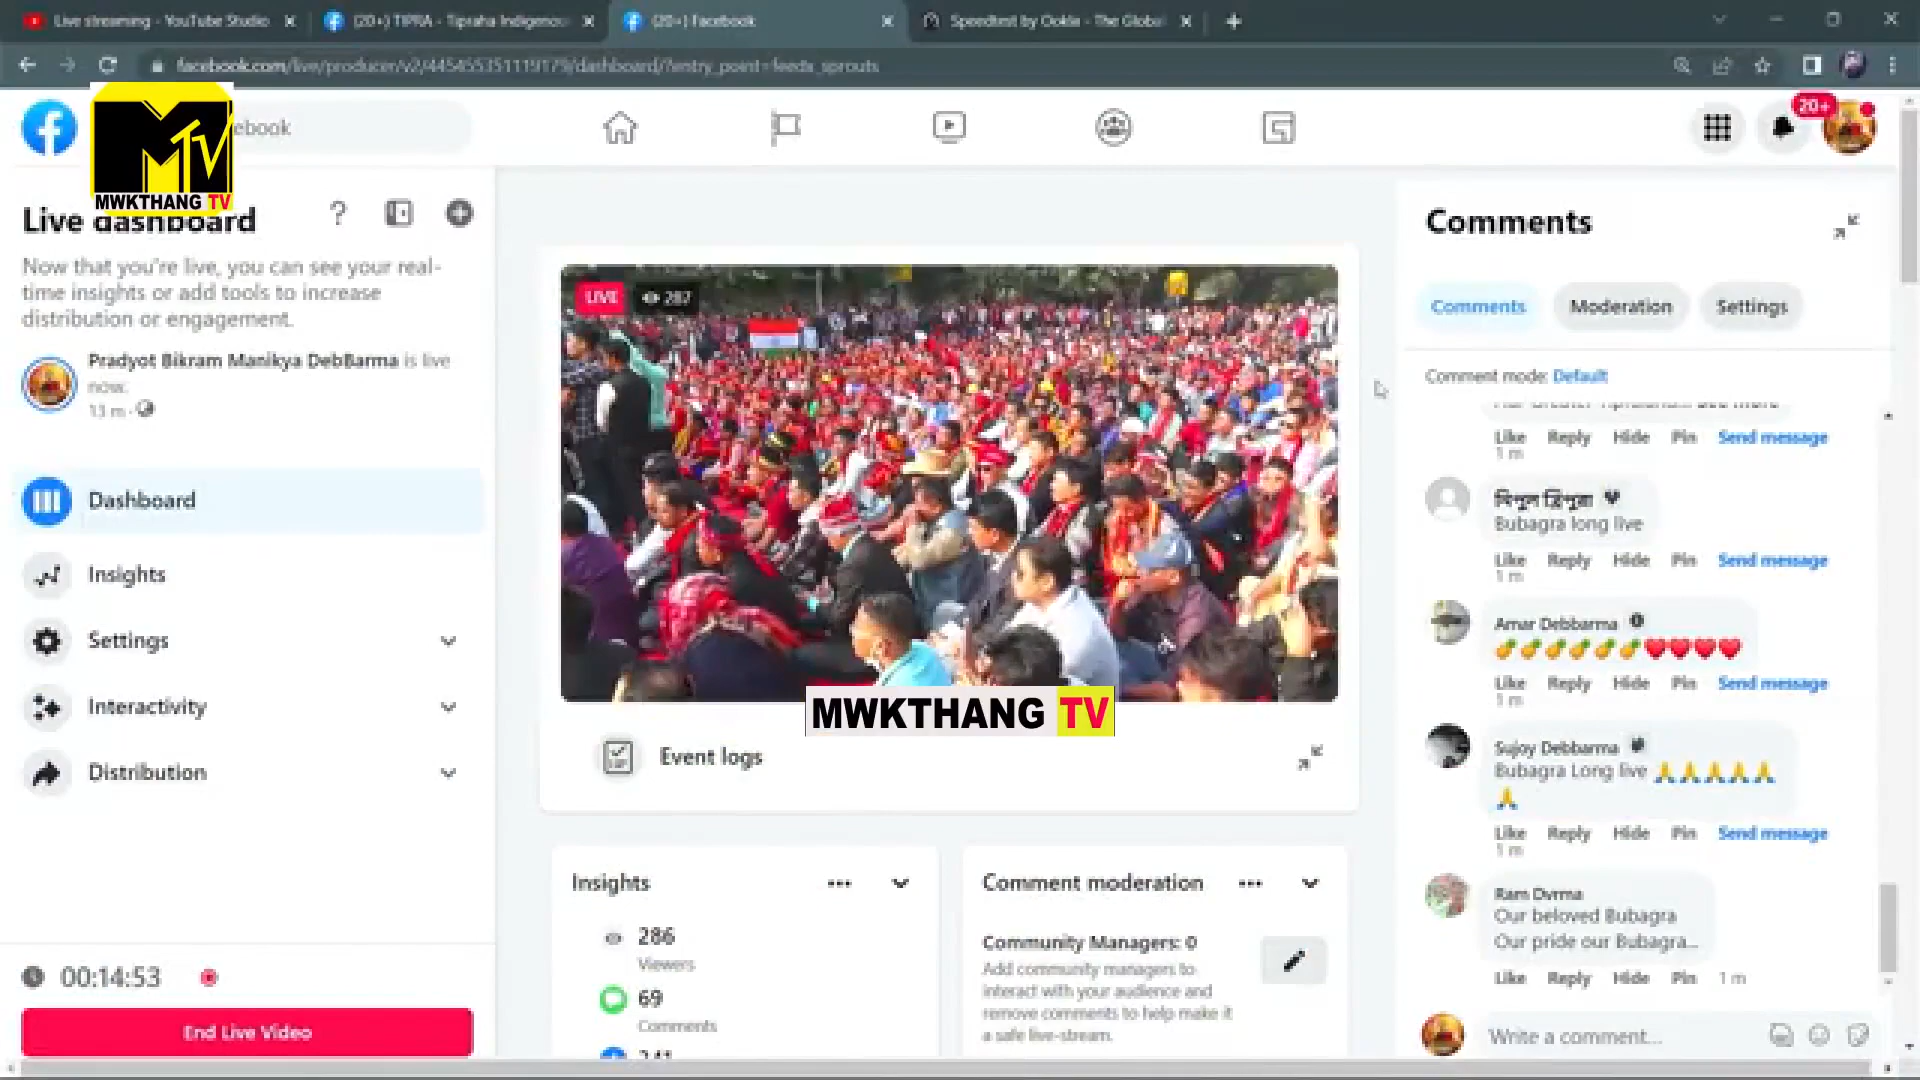 Live streaming - YouTube Studio
(20+) TIPRA - Tipraha Indigenou
(20+) Facebook
Speedtest by Ookla - The Globa
facebook.com/live/producer/v2/445455351119179/dashboard/?entry_point=feeds_sprouts
MTV
MWKTHANG TV
ebook
20+
Live dashboard
Now that you're live, you can see your real-
time insights or add tools to increase
distribution or engagement.
Pradyot Bikram Manikya DebBarma is live
now.
13 m
Dashboard
Insights
Settings
Interactivity
Distribution
00:14:53
End Live Video
LIVE
287
MWKTHANG TV
Event logs
Insights
286
Viewers
69
Comments
241
Comment moderation
Community Managers: 0
Add community managers to
interact with your audience and
remove comments to help make it
a safe live-stream.
Comments
Comments
Moderation
Settings
Comment mode: Default
See more
Like Reply Hide Pin Send message
1 m
বিপুল ত্রিপুরা
Bubagra long live
Like Reply Hide Pin Send message
1 m
Amar Debbarma
🍍🍍🍍🍍🍍🍍❤️❤️❤️❤️
Like Reply Hide Pin Send message
1 m
Sujoy Debbarma
Bubagra Long live 🙏🙏🙏🙏🙏
🙏
Like Reply Hide Pin Send message
1 m
Ram Dvrma
Our beloved Bubagra
Our pride our Bubagra...
Like Reply Hide Pin 1 m
Write a comment...